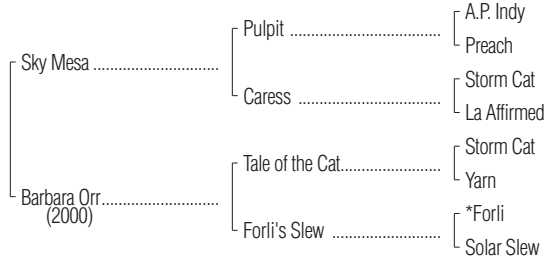 A.P. Indy
Pulpit ................................
Preach
Sky Mesa ................................
Storm Cat
Caress ................................
La Affirmed
Storm Cat
Tale of the Cat................................
Yarn
Barbara Orr................................
(2000)
*Forli
Forli's Slew ................................
Solar Slew